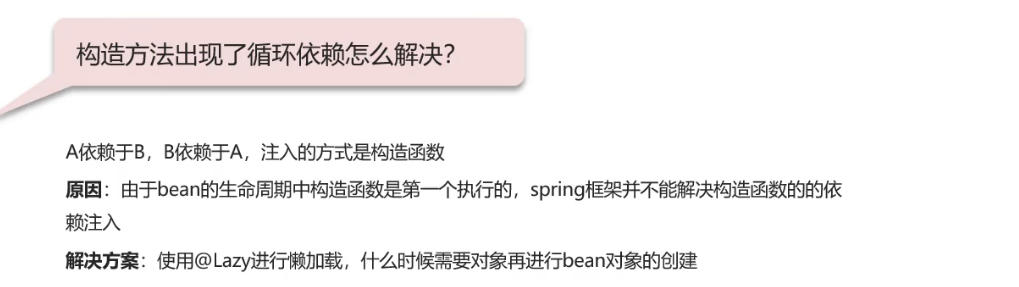 构造方法出现了循环依赖怎么解决?
A依赖于B，B依赖于A，注入的方式是构造函数
原因：由于bean的生命周期中构造函数是第一个执行的，spring框架并不能解决构造函数的的依
赖注入
解决方案：使用@Lazy进行懒加载，什么时候需要对象再进行bean对象的创建